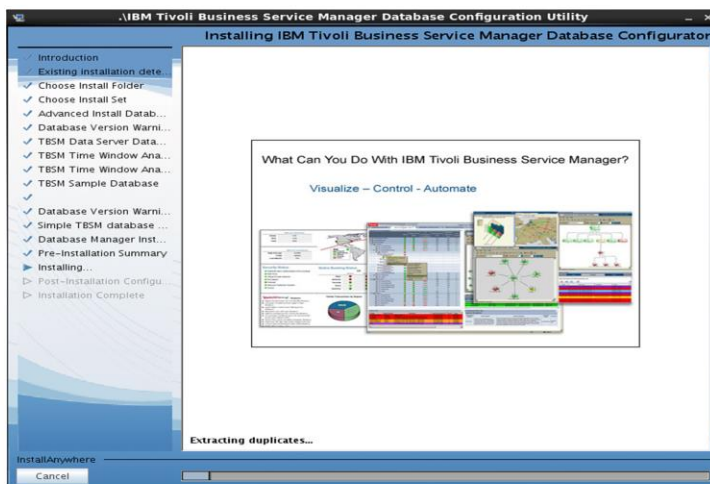 .\IBM Tivoli Business Service Manager Database Configuration Utility
Installing IBM Tivoli Business Service Manager Database Configurator
Introduction
Existing installation dete...
Choose Install Folder
Choose Install Set
Advanced Install Datab...
Database Version Warni...
TBSM Data Server Data...
TBSM Time Window Ana...
TBSM Time Window Ana...
TBSM Sample Database
Database Version Warni...
Simple TBSM database ...
Database Manager Inst...
Pre-Installation Summary
Installing...
Post-Installation Configu...
Installation Complete
What Can You Do With IBM Tivoli Business Service Manager?
Visualize – Control - Automate
Extracting duplicates...
InstallAnywhere
Cancel